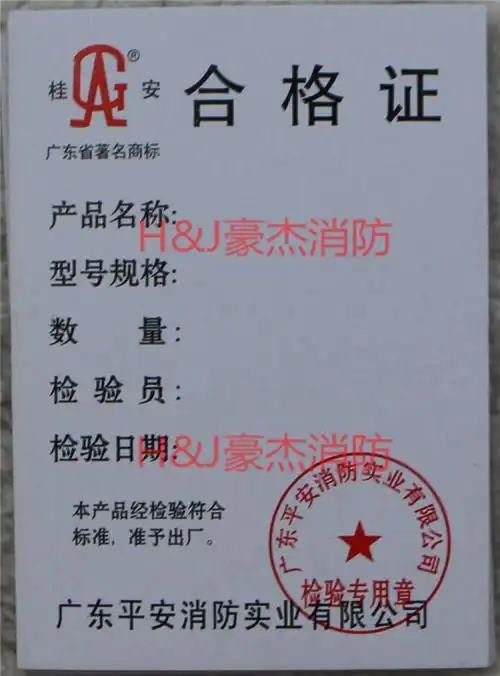 桂 ® 安
合格证
广东省著名商标
产品名称:
H&J豪杰消防
型号规格:
数 量:
检 验 员:
检验日期:
H&J豪杰消防
本产品经检验符合
标准，准予出厂。
广东平安消防实业有限公司
检验专用章
广东平安消防实业有限公司